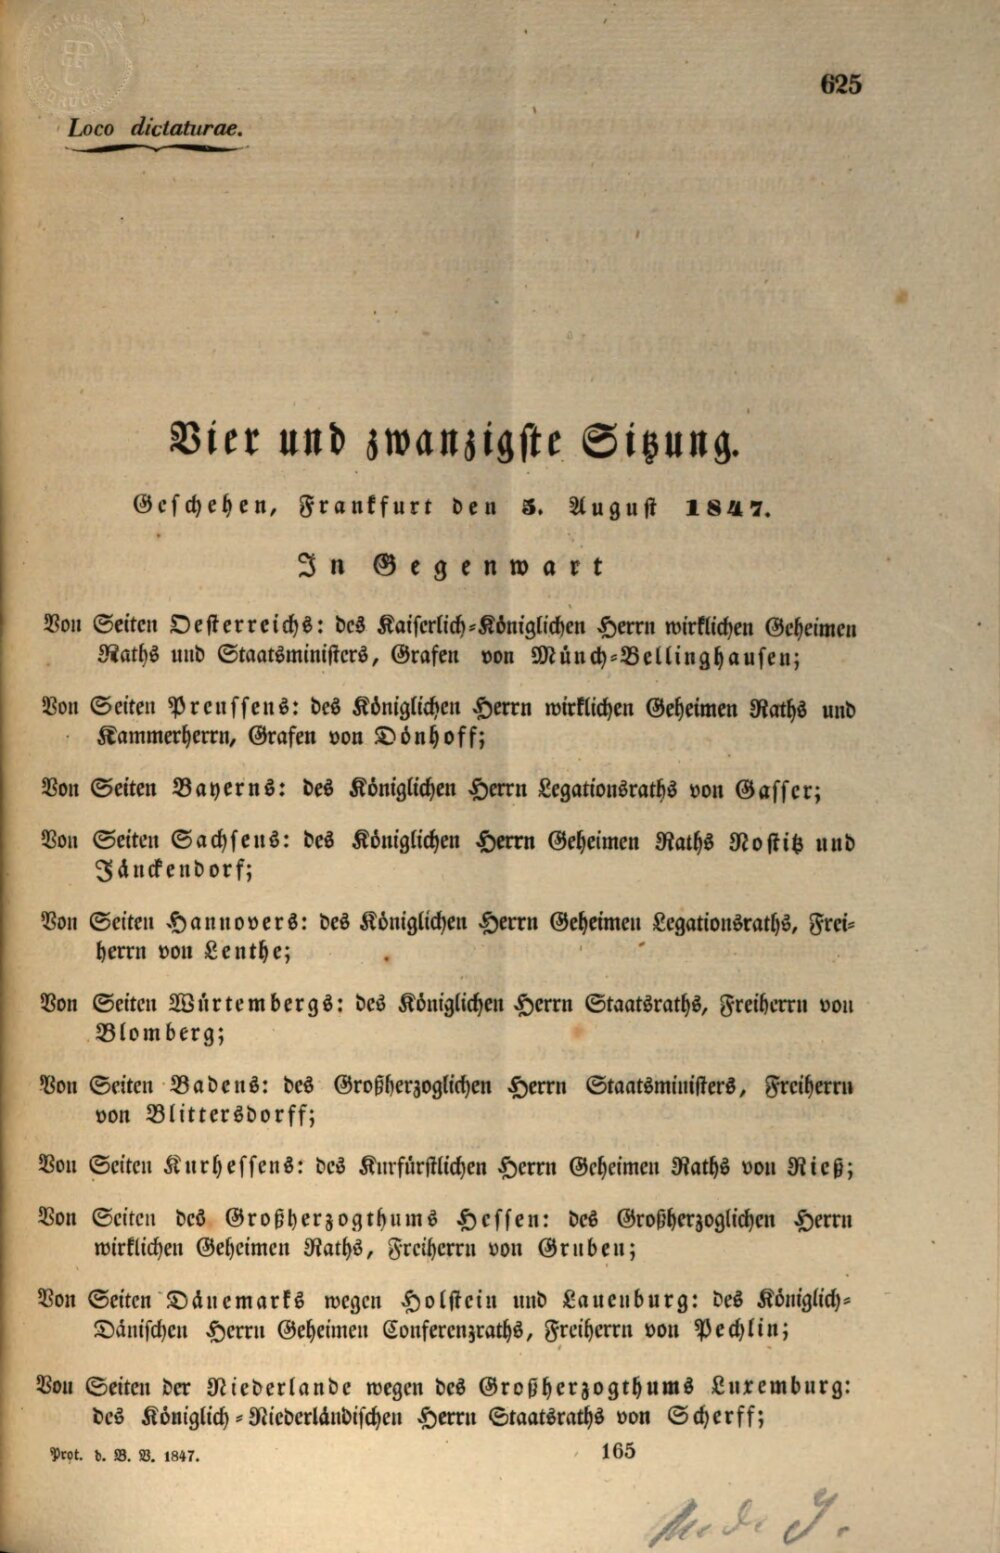 625
Loco dictaturae.
Vier und zwanzigste Sitzung.
Geschehen, Frankfurt den 5. August 1847.
In Gegenwart
Von Seiten Oesterreichs: des Kaiserlich-Königlichen Herrn wirklichen Geheimen
Raths und Staatsministers, Grafen von Münch-Bellinghausen;
Von Seiten Preussens: des Königlichen Herrn wirklichen Geheimen Raths und
Kammerherrn, Grafen von Dönhoff;
Von Seiten Bayerns: des Königlichen Herrn Legationsraths von Gasser;
Von Seiten Sachsens: des Königlichen Herrn Geheimen Raths Nostitz und
Jänckendorf;
Von Seiten Hannovers: des Königlichen Herrn Geheimen Legationsraths, Frei-
herrn von Lenthe;
Von Seiten Würtembergs: des Königlichen Herrn Staatsraths, Freiherrn von
Blomberg;
Von Seiten Badens: des Großherzoglichen Herrn Staatsministers, Freiherrn
von Blittersdorff;
Von Seiten Kurhessens: des Kurfürstlichen Herrn Geheimen Raths von Rieß;
Von Seiten des Großherzogthums Hessen: des Großherzoglichen Herrn
wirklichen Geheimen Raths, Freiherrn von Gruben;
Von Seiten Dänemarks wegen Holstein und Lauenburg: des Königlich-
Dänischen Herrn Geheimen Conferenzraths, Freiherrn von Pechlin;
Von Seiten der Niederlande wegen des Großherzogthums Luxemburg:
des Königlich-Niederländischen Herrn Staatsraths von Scherff;
Prot. d. B. V. 1847.
165